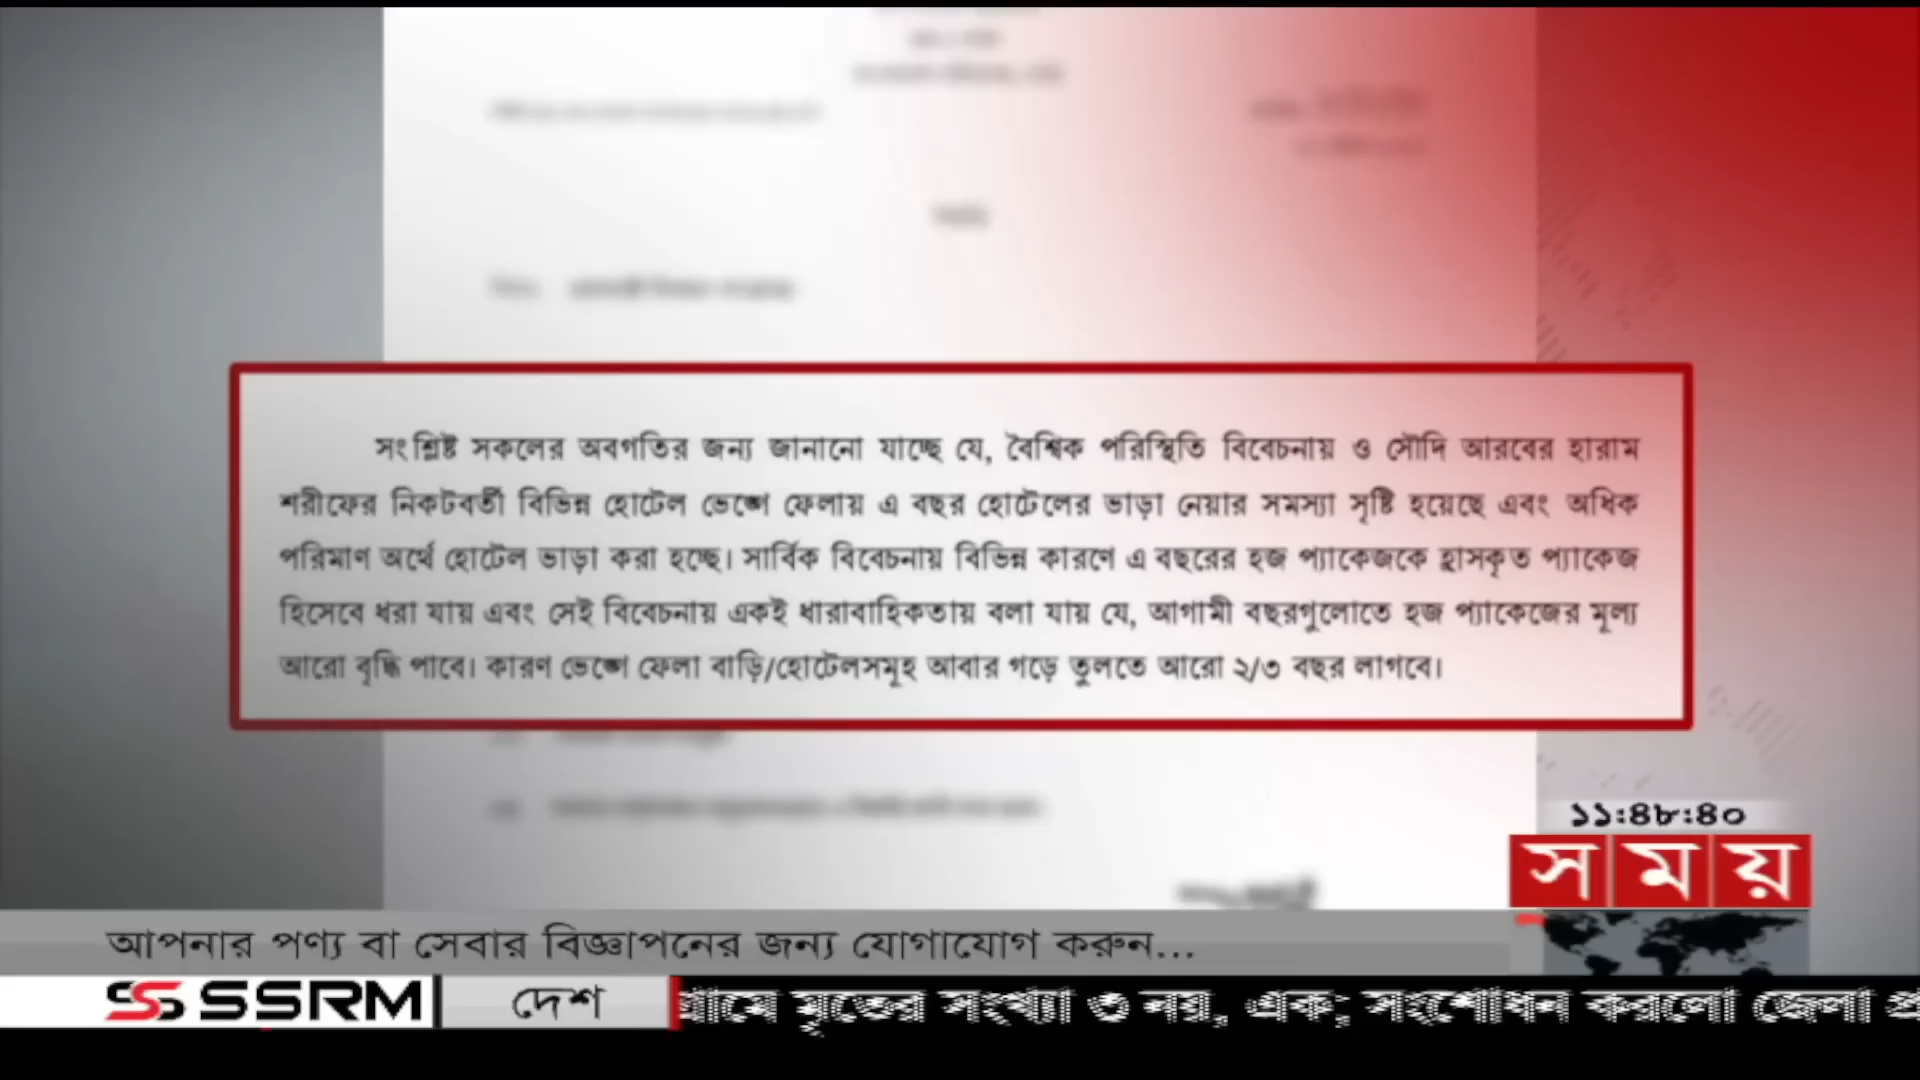 সংশ্লিষ্ট সকলের অবগতির জন্য জানানো যাচ্ছে যে, বৈশ্বিক পরিস্থিতি বিবেচনায় ও সৌদি আরবের হারাম
শরীফের নিকটবর্তী বিভিন্ন হোটেল ভেঙ্গে ফেলায় এ বছর হোটেলের ভাড়া নেয়ার সমস্যা সৃষ্টি হয়েছে এবং অধিক
পরিমাণ অর্থে হোটেল ভাড়া করা হচ্ছে। সার্বিক বিবেচনায় বিভিন্ন কারণে এ বছরের হজ প্যাকেজকে হ্রাসকৃত প্যাকেজ
হিসেবে ধরা যায় এবং সেই বিবেচনায় একই ধারাবাহিকতায় বলা যায় যে, আগামী বছরগুলোতে হজ প্যাকেজের মূল্য
আরো বৃদ্ধি পাবে। কারণ ভেঙ্গে ফেলা বাড়ি/হোটেলসমূহ আবার গড়ে তুলতে আরো ২/৩ বছর লাগবে।
১১:৪৮:৪০
সময়
আপনার পণ্য বা সেবার বিজ্ঞাপনের জন্য যোগাযোগ করুন...
SSRM দেশ মৃতের সংখ্যা ৩ নয়, এক; সংশোধন করলো জেলা